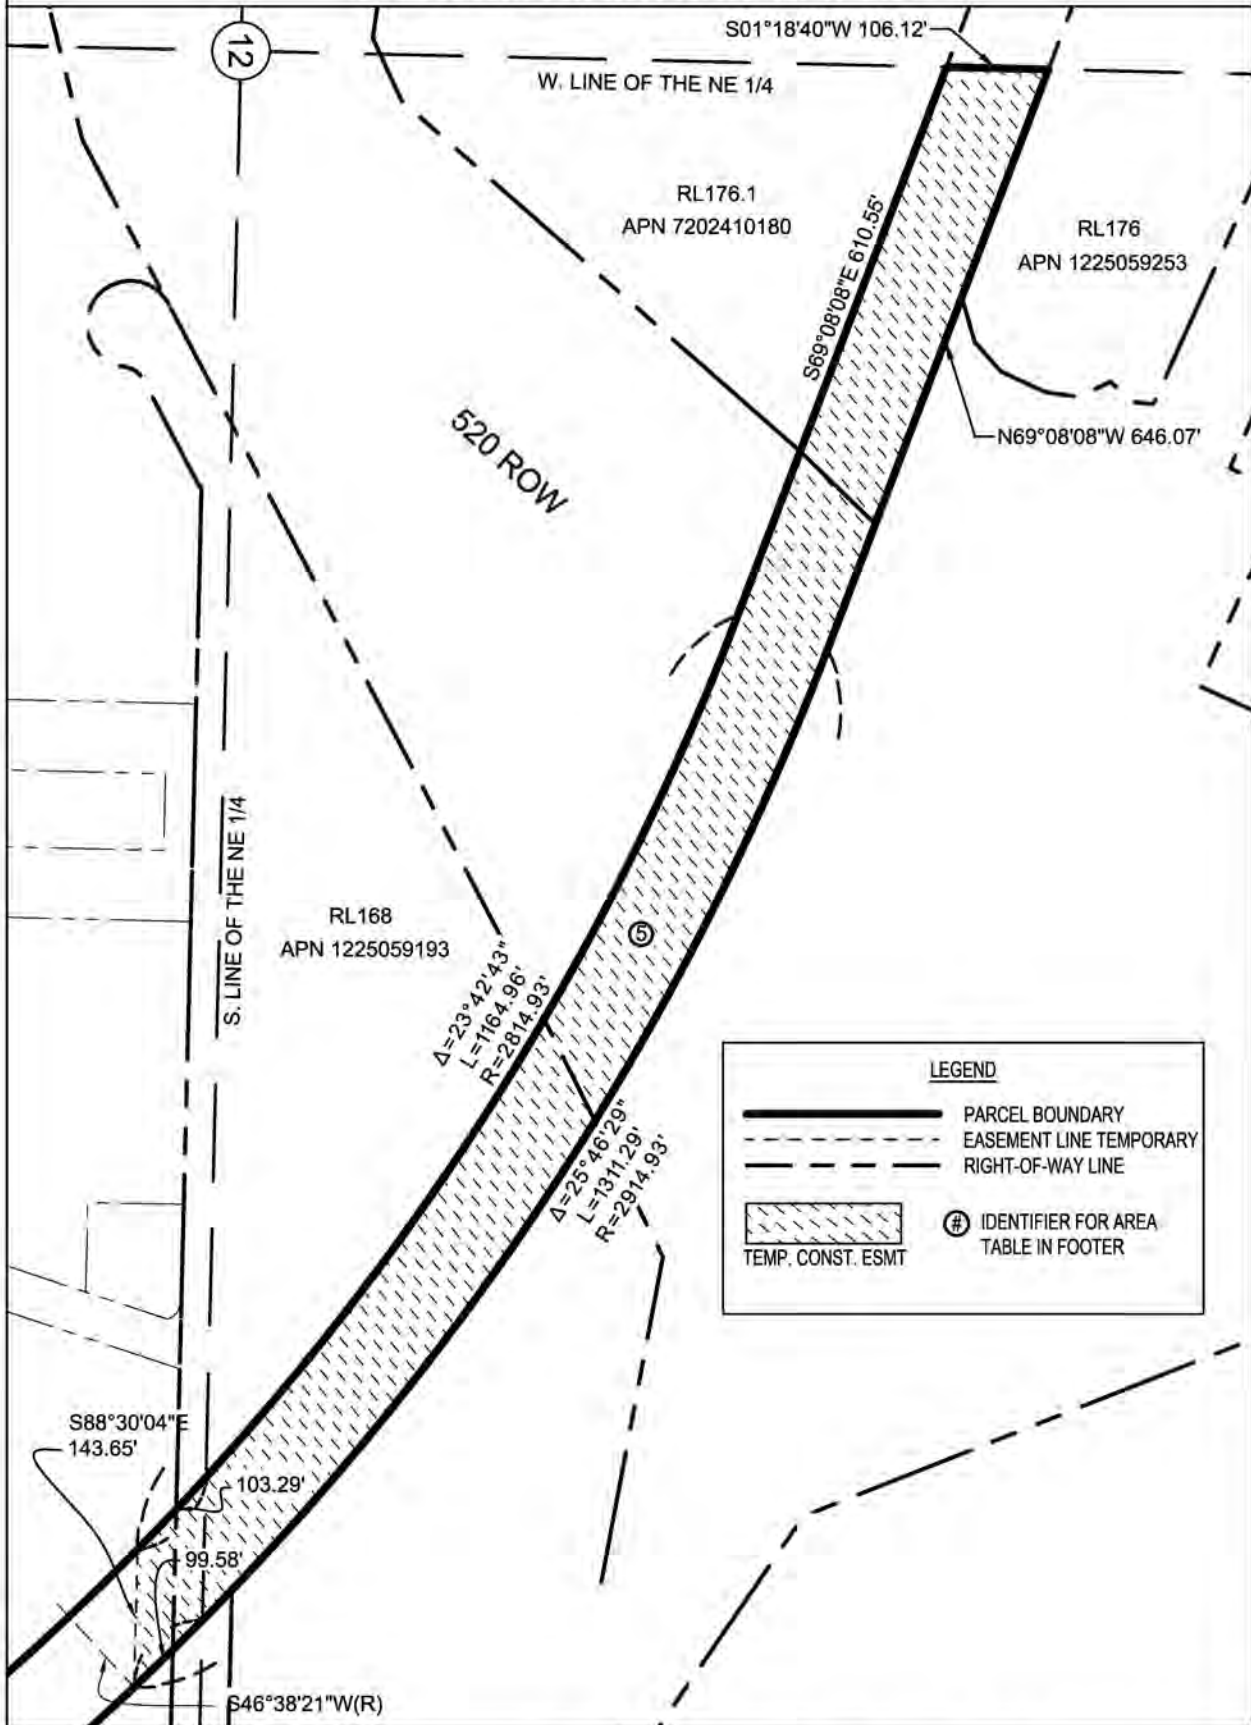 S01°18'40"W 106.12'
12
W. LINE OF THE NE 1/4
RL176.1
APN 7202410180
RL176
APN 1225059253
S69°08'08"E 610.55'
520 ROW
N69°08'08"W 646.07'
S. LINE OF THE NE 1/4
RL168
APN 1225059193
5
Δ=23°42'43"
L=1164.96'
R=2814.93'
Δ=25°46'29"
L=1311.29'
R=2914.93'
LEGEND
PARCEL BOUNDARY
EASEMENT LINE TEMPORARY
RIGHT-OF-WAY LINE
TEMP. CONST. ESMT
# IDENTIFIER FOR AREA
TABLE IN FOOTER
S88°30'04"E
143.65'
103.29'
99.58'
S46°38'21"W(R)